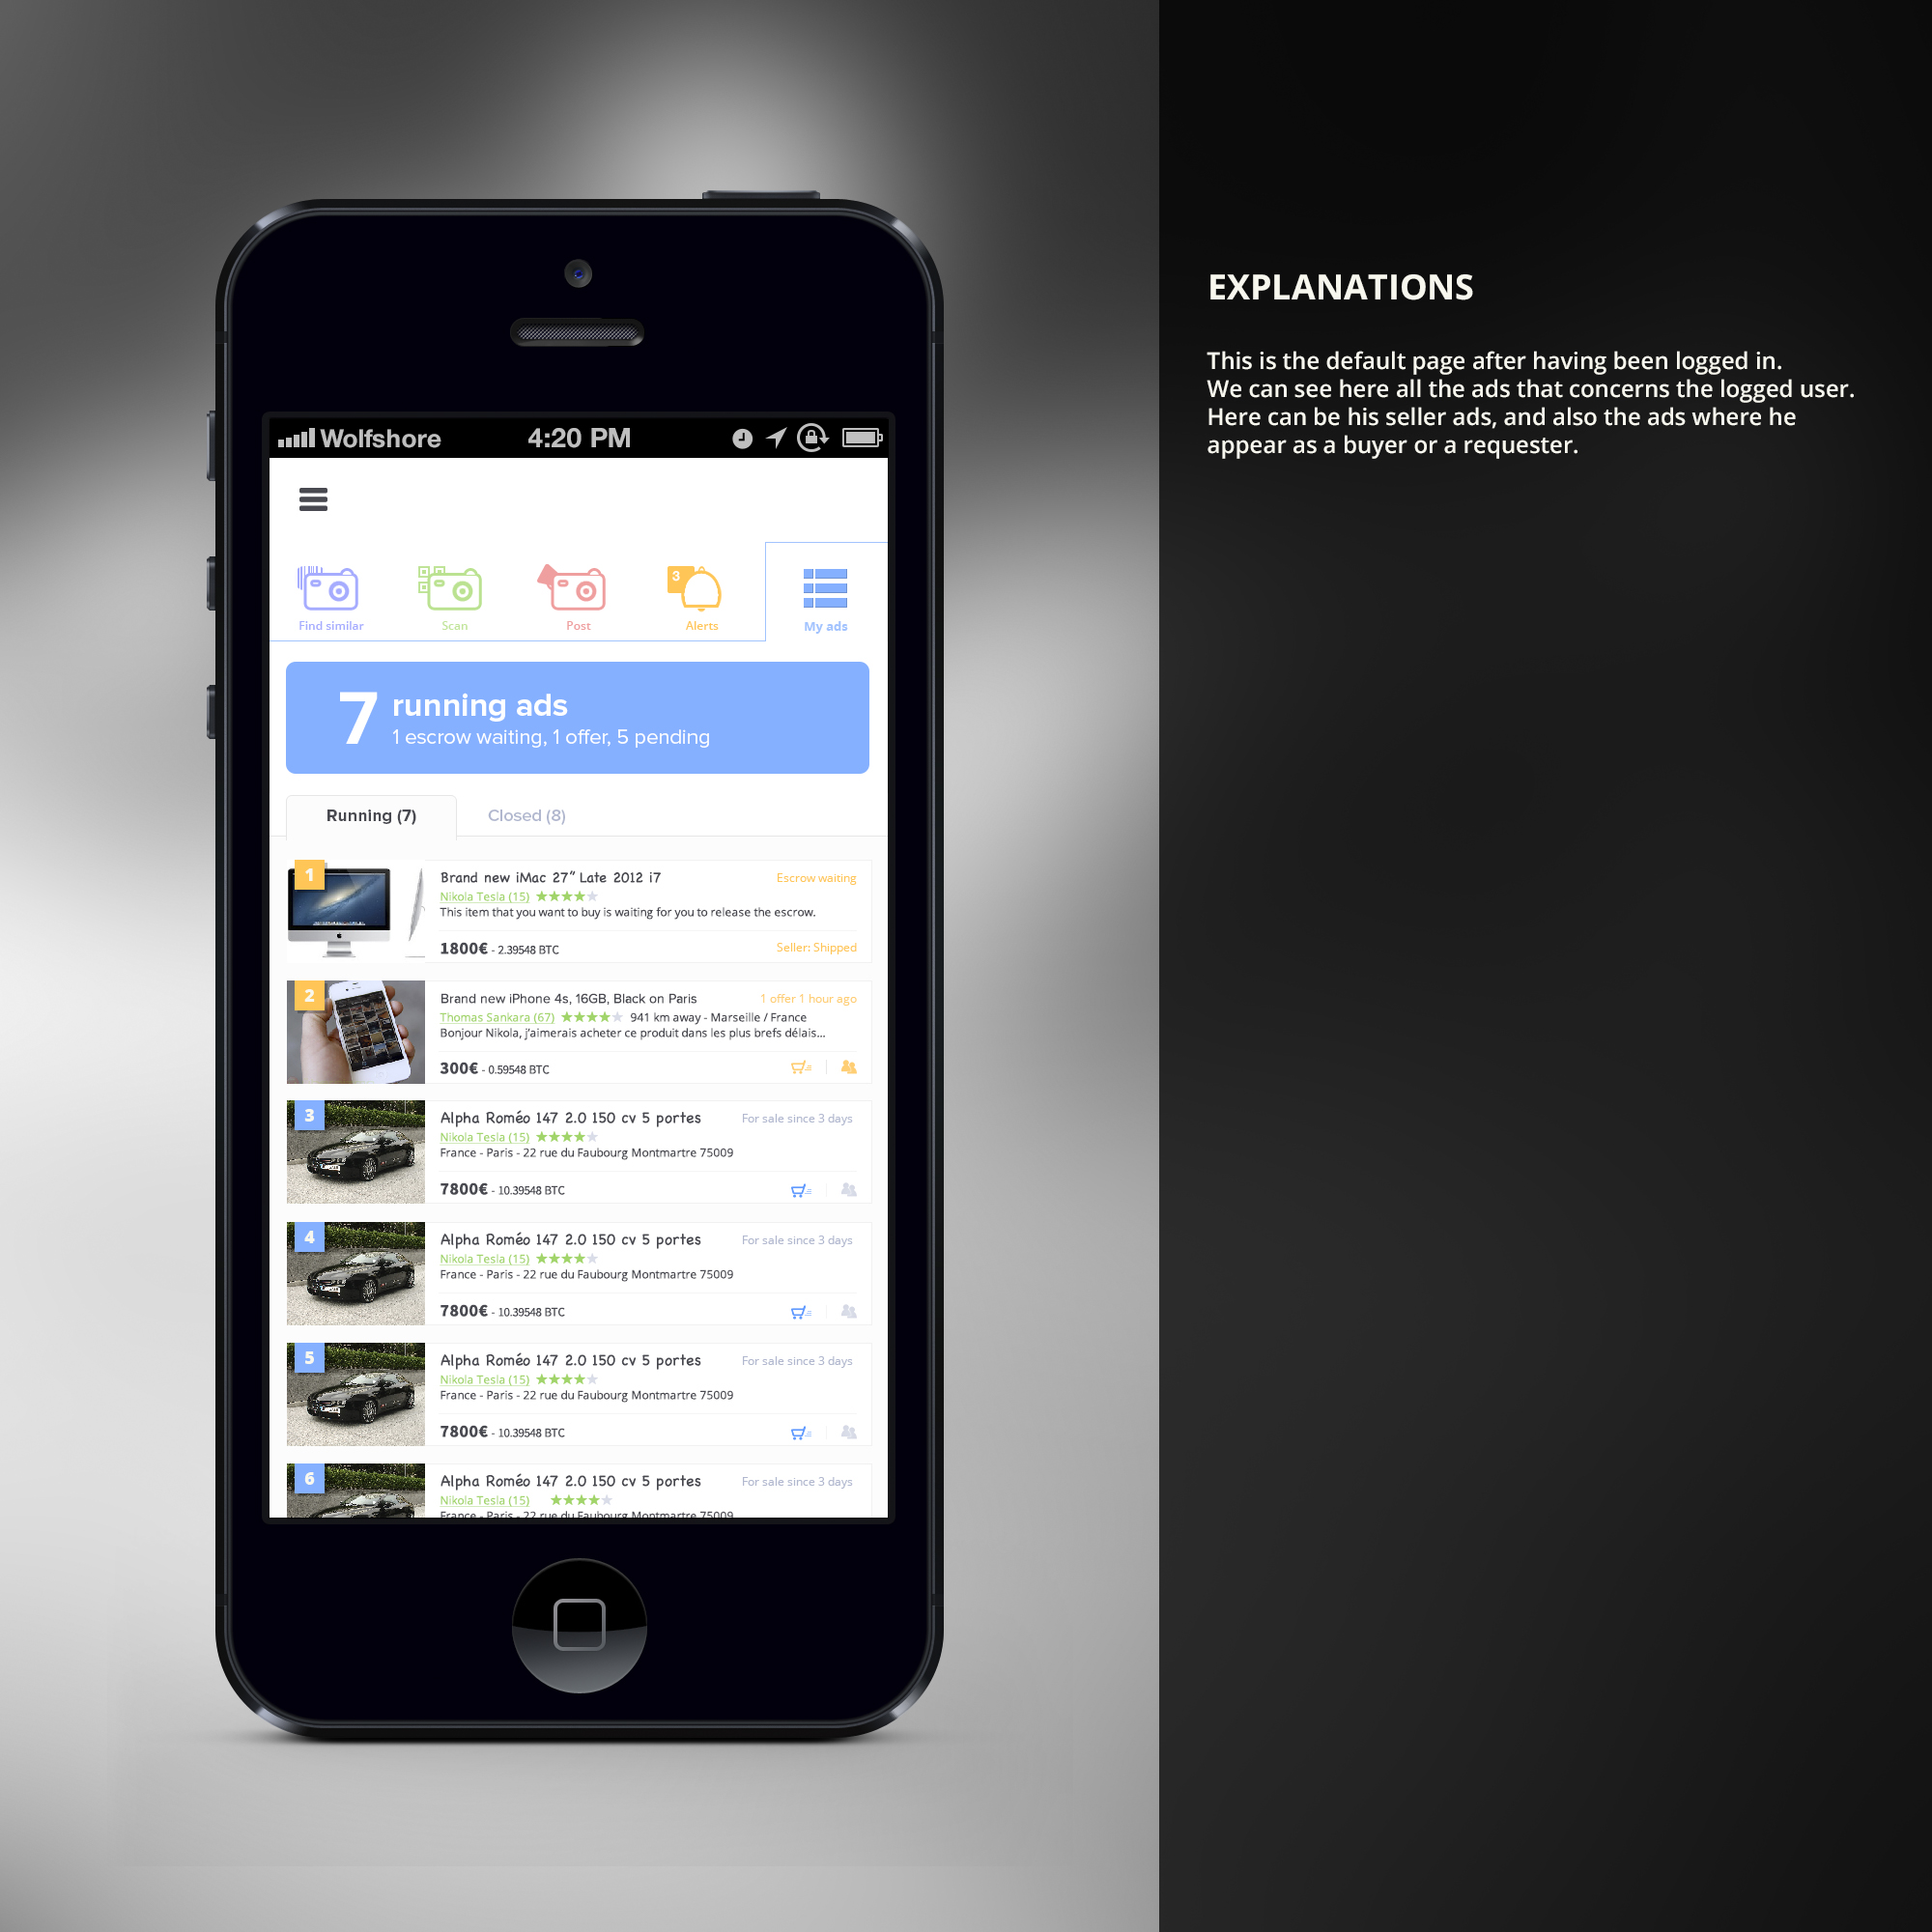 Wolfshore 4:20 PM
Find similar Scan Post 3 Alerts My ads
7 running ads
1 escrow waiting, 1 offer, 5 pending
Running (7) Closed (8)
1 Brand new iMac 27" Late 2012 i7 Escrow waiting
Nikola Tesla (15)
This item that you want to buy is waiting for you to release the escrow.
1800€ - 2.39548 BTC Seller: Shipped
2 Brand new iPhone 4s, 16GB, Black on Paris 1 offer 1 hour ago
Thomas Sankara (67) 941 km away - Marseille / France
Bonjour Nikola, j'aimerais acheter ce produit dans les plus brefs délais...
300€ - 0.59548 BTC
3 Alpha Roméo 147 2.0 150 cv 5 portes For sale since 3 days
Nikola Tesla (15)
France - Paris - 22 rue du Faubourg Montmartre 75009
7800€ - 10.39548 BTC
4 Alpha Roméo 147 2.0 150 cv 5 portes For sale since 3 days
Nikola Tesla (15)
France - Paris - 22 rue du Faubourg Montmartre 75009
7800€ - 10.39548 BTC
5 Alpha Roméo 147 2.0 150 cv 5 portes For sale since 3 days
Nikola Tesla (15)
France - Paris - 22 rue du Faubourg Montmartre 75009
7800€ - 10.39548 BTC
6 Alpha Roméo 147 2.0 150 cv 5 portes For sale since 3 days
Nikola Tesla (15)
France - Paris - 22 rue du Faubourg Montmartre 75009
EXPLANATIONS
This is the default page after having been logged in.
We can see here all the ads that concerns the logged user.
Here can be his seller ads, and also the ads where he
appear as a buyer or a requester.